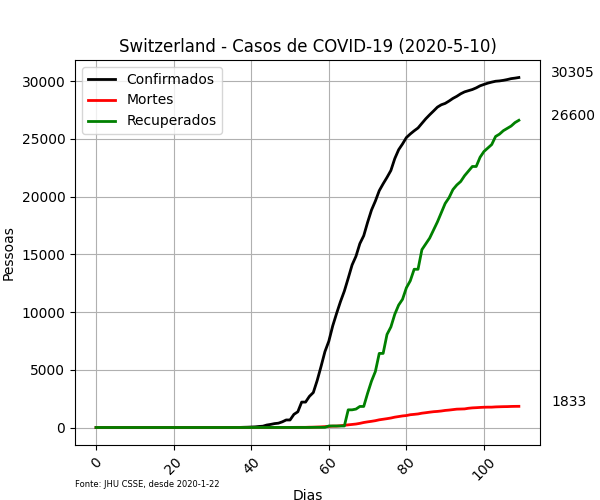 Switzerland - Casos de COVID-19 (2020-5-10)
Confirmados
Mortes
Recuperados
30305
26600
1833
Pessoas
30000
25000
20000
15000
10000
5000
0
0 20 40 60 80 100
Fonte: JHU CSSE, desde 2020-1-22
Dias